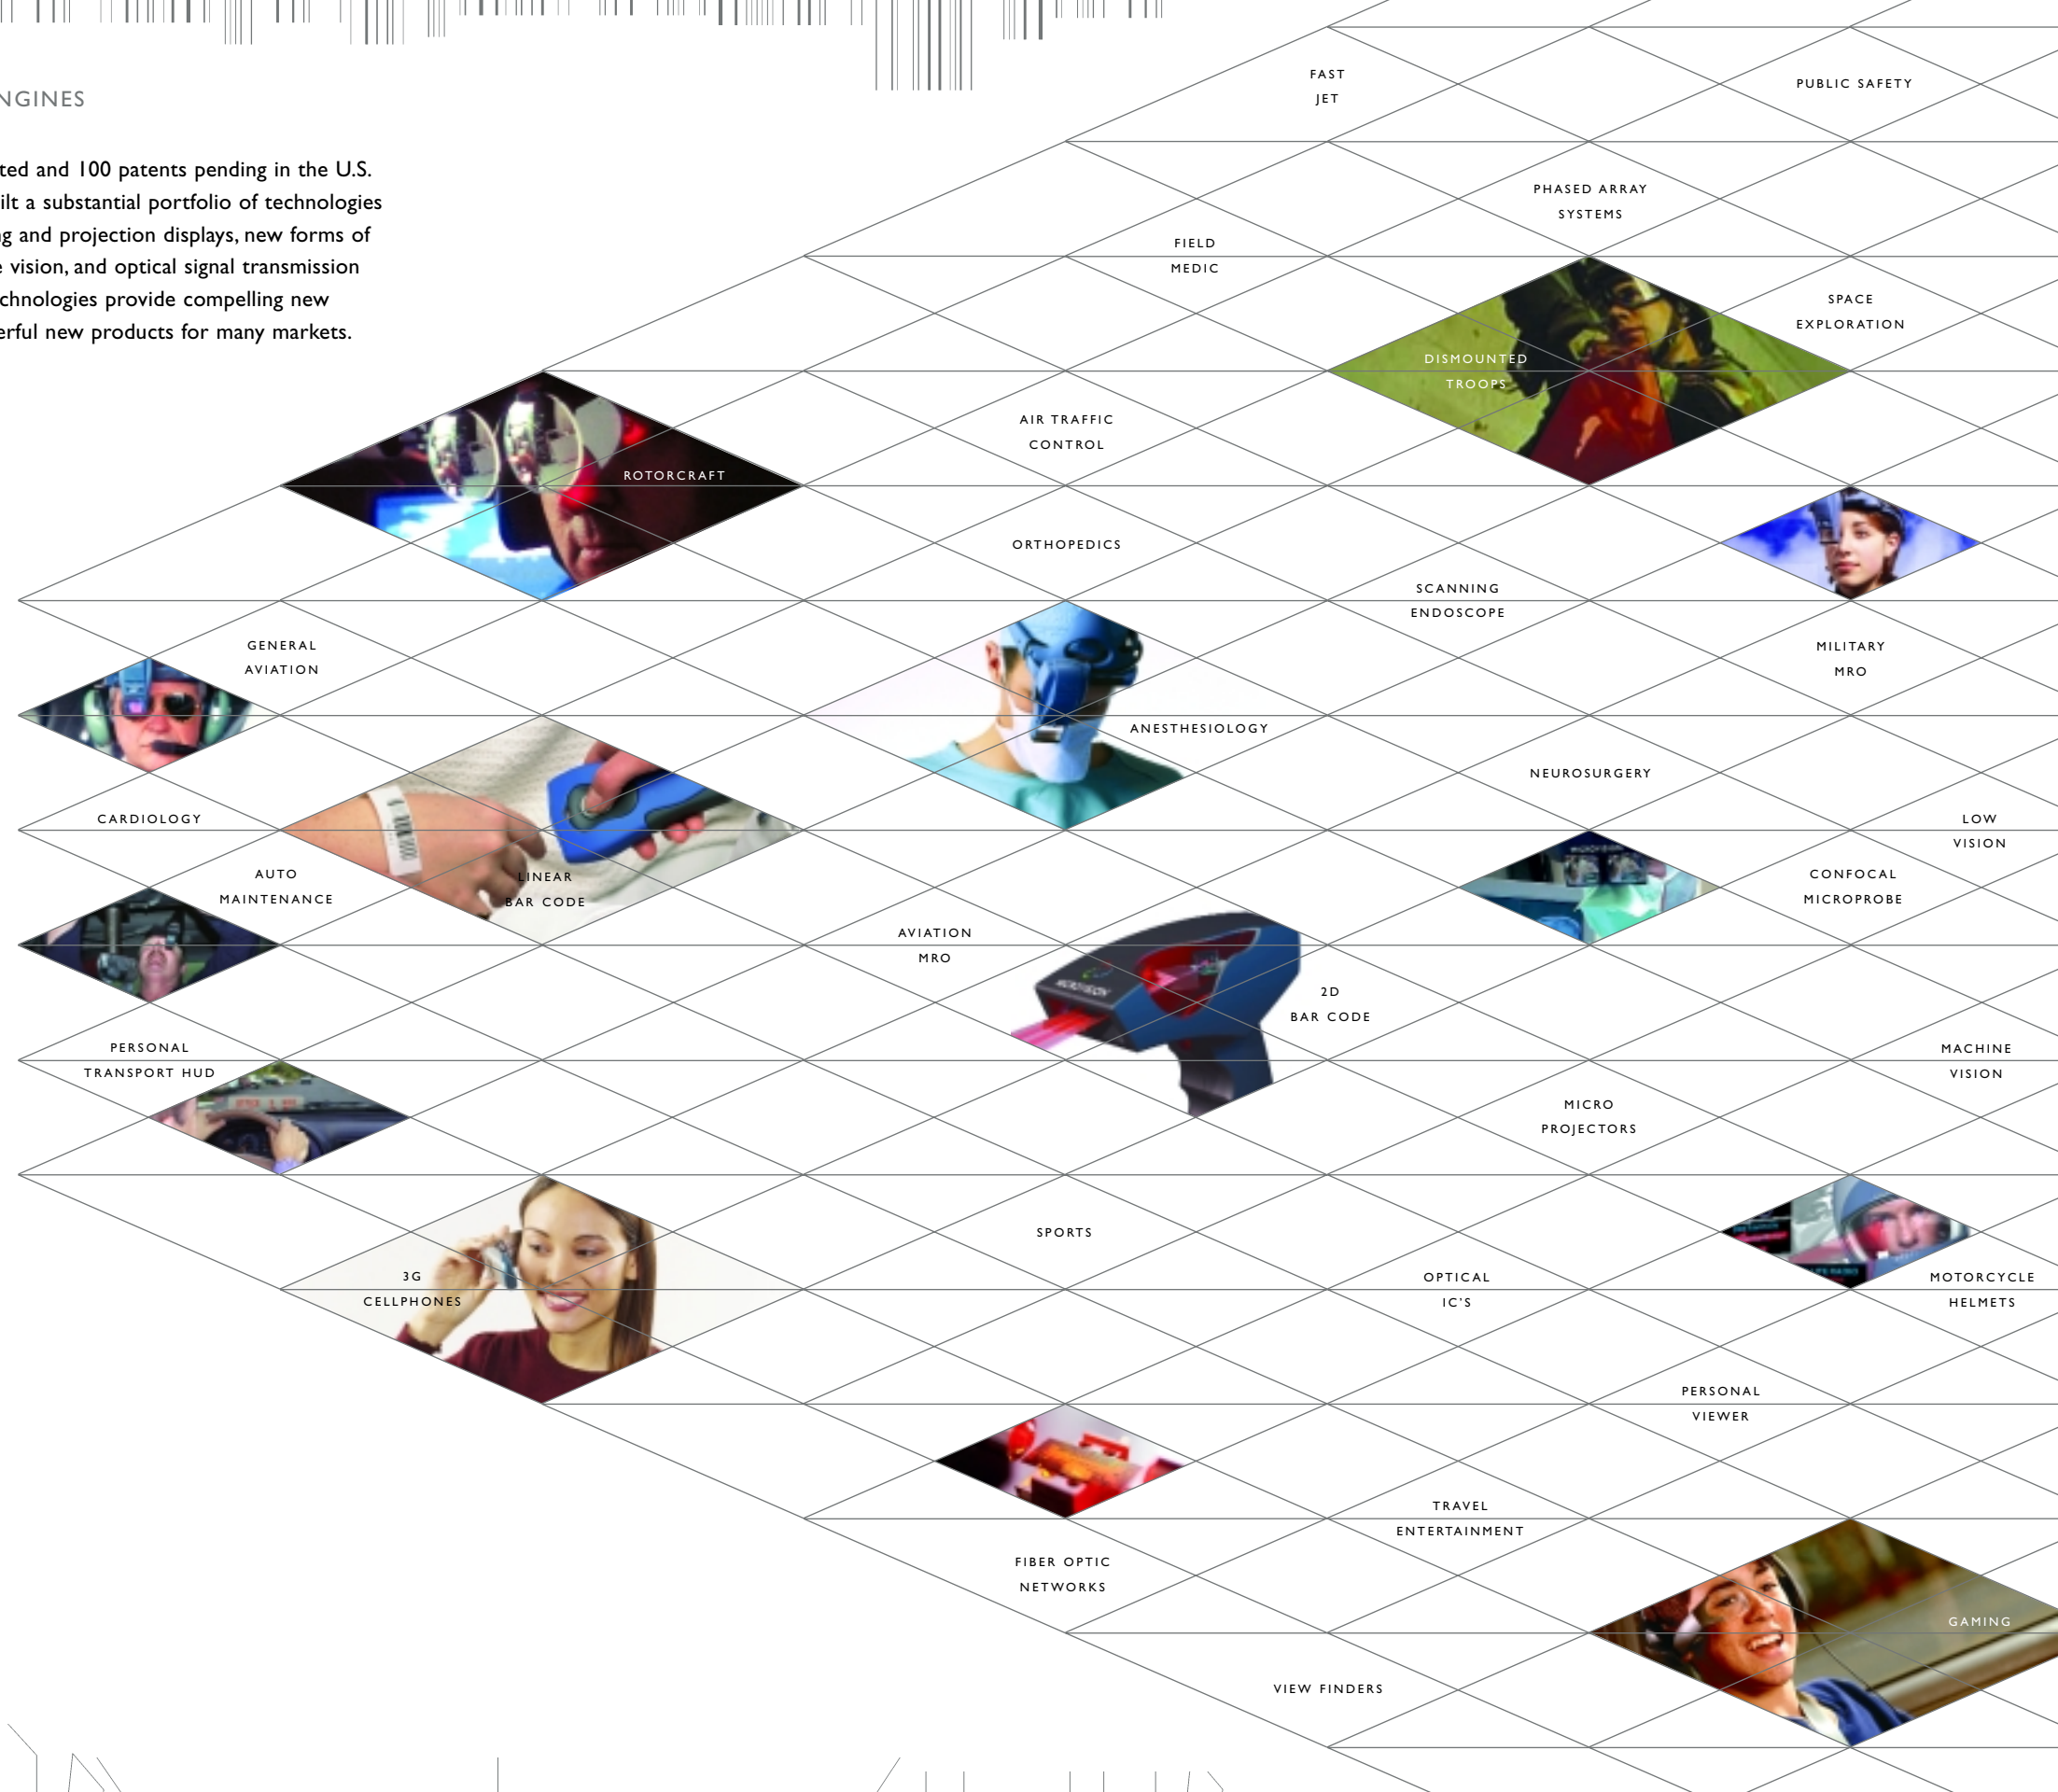 NGINES
ted and 100 patents pending in the U.S.
ilt a substantial portfolio of technologies
g and projection displays, new forms of
e vision, and optical signal transmission
chnologies provide compelling new
erful new products for many markets.
FAST
JET
PUBLIC SAFETY
PHASED ARRAY
SYSTEMS
FIELD
MEDIC
SPACE
EXPLORATION
DISMOUNTED
TROOPS
AIR TRAFFIC
CONTROL
ROTORCRAFT
ORTHOPEDICS
SCANNING
ENDOSCOPE
GENERAL
AVIATION
MILITARY
MRO
ANESTHESIOLOGY
NEUROSURGERY
CARDIOLOGY
LOW
VISION
AUTO
MAINTENANCE
LINEAR
BAR CODE
CONFOCAL
MICROPROBE
AVIATION
MRO
MICROVISION
2D
BAR CODE
PERSONAL
TRANSPORT HUD
MACHINE
VISION
MICRO
PROJECTORS
SPORTS
3G
CELLPHONES
OPTICAL
IC'S
MOTORCYCLE
HELMETS
PERSONAL
VIEWER
TRAVEL
ENTERTAINMENT
FIBER OPTIC
NETWORKS
GAMING
VIEW FINDERS